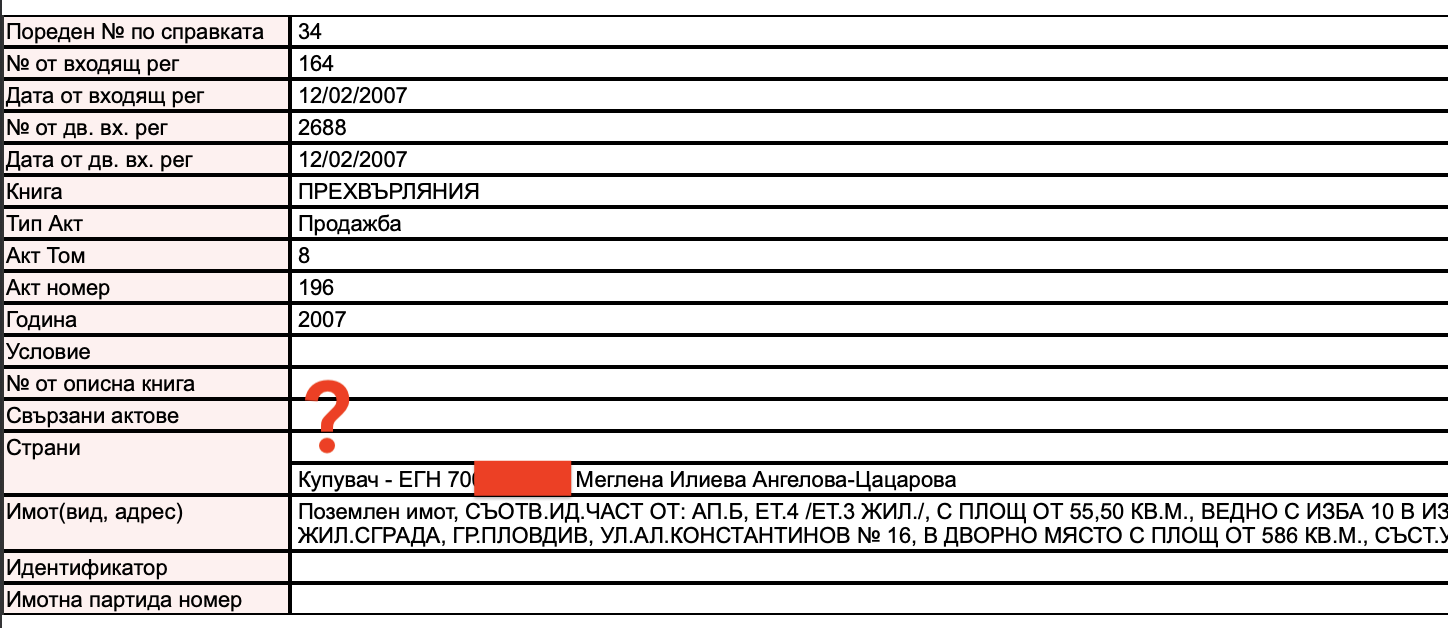 Пореден № по справката 34
№ от входящ рег 164
Дата от входящ рег 12/02/2007
№ от дв. вх. рег 2688
Дата от дв. вх. рег 12/02/2007
Книга ПРЕХВЪРЛЯНИЯ
Тип Акт Продажба
Акт Том 8
Акт номер 196
Година 2007
Условие
№ от описна книга
Свързани актове
?
Страни
Купувач - ЕГН 700 Меглена Илиева Ангелова-Цацарова
Имот(вид, адрес) Поземлен имот, СЪОТВ.ИД.ЧАСТ ОТ: АП.Б, ЕТ.4 /ЕТ.3 ЖИЛ./, С ПЛОЩ ОТ 55,50 КВ.М., ВЕДНО С ИЗБА 10 В ИЗ
ЖИЛ.СГРАДА, ГР.ПЛОВДИВ, УЛ.АЛ.КОНСТАНТИНОВ № 16, В ДВОРНО МЯСТО С ПЛОЩ ОТ 586 КВ.М., СЪСТ.У
Идентификатор
Имотна партида номер